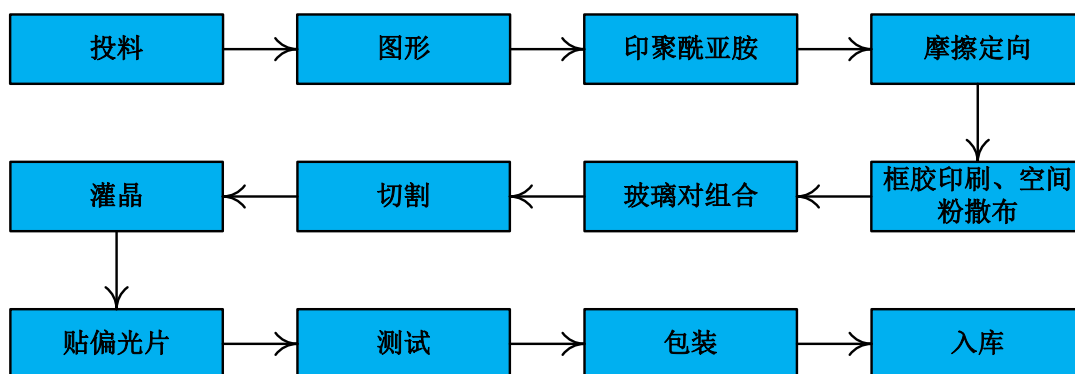 投料
图形
印聚酰亚胺
摩擦定向
框胶印刷、空间
粉撒布
玻璃对组合
切割
灌晶
贴偏光片
测试
包装
入库